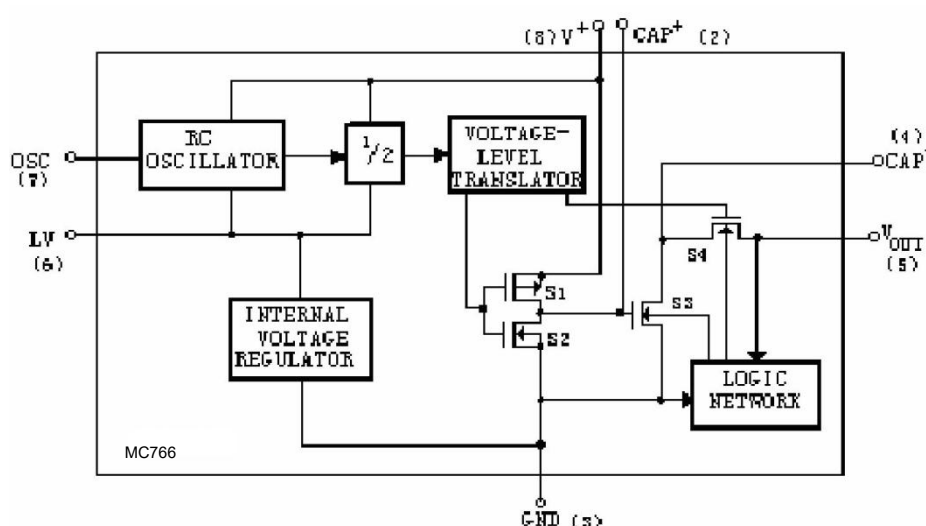 (8) V+
CAP+ (2)
RC
OSCILLATOR
1/2
VOLTAGE-
LEVEL
TRANSLATOR
(4)
CAP-
OSC
(7)
LV
(6)
S4
VOUT
(5)
S1
S3
INTERNAL
VOLTAGE
REGULATOR
S2
LOGIC
NETWORK
MC766
GND (3)